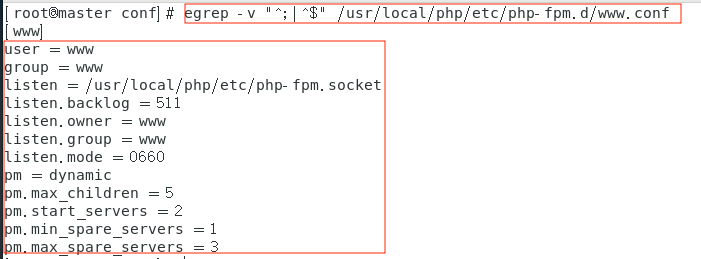 [root@master conf]# egrep -v "^;|^$" /usr/local/php/etc/php-fpm.d/www.conf
[www]
user = www
group = www
listen = /usr/local/php/etc/php-fpm.socket
listen.backlog = 511
listen.owner = www
listen.group = www
listen.mode = 0660
pm = dynamic
pm.max_children = 5
pm.start_servers = 2
pm.min_spare_servers = 1
pm.max_spare_servers = 3